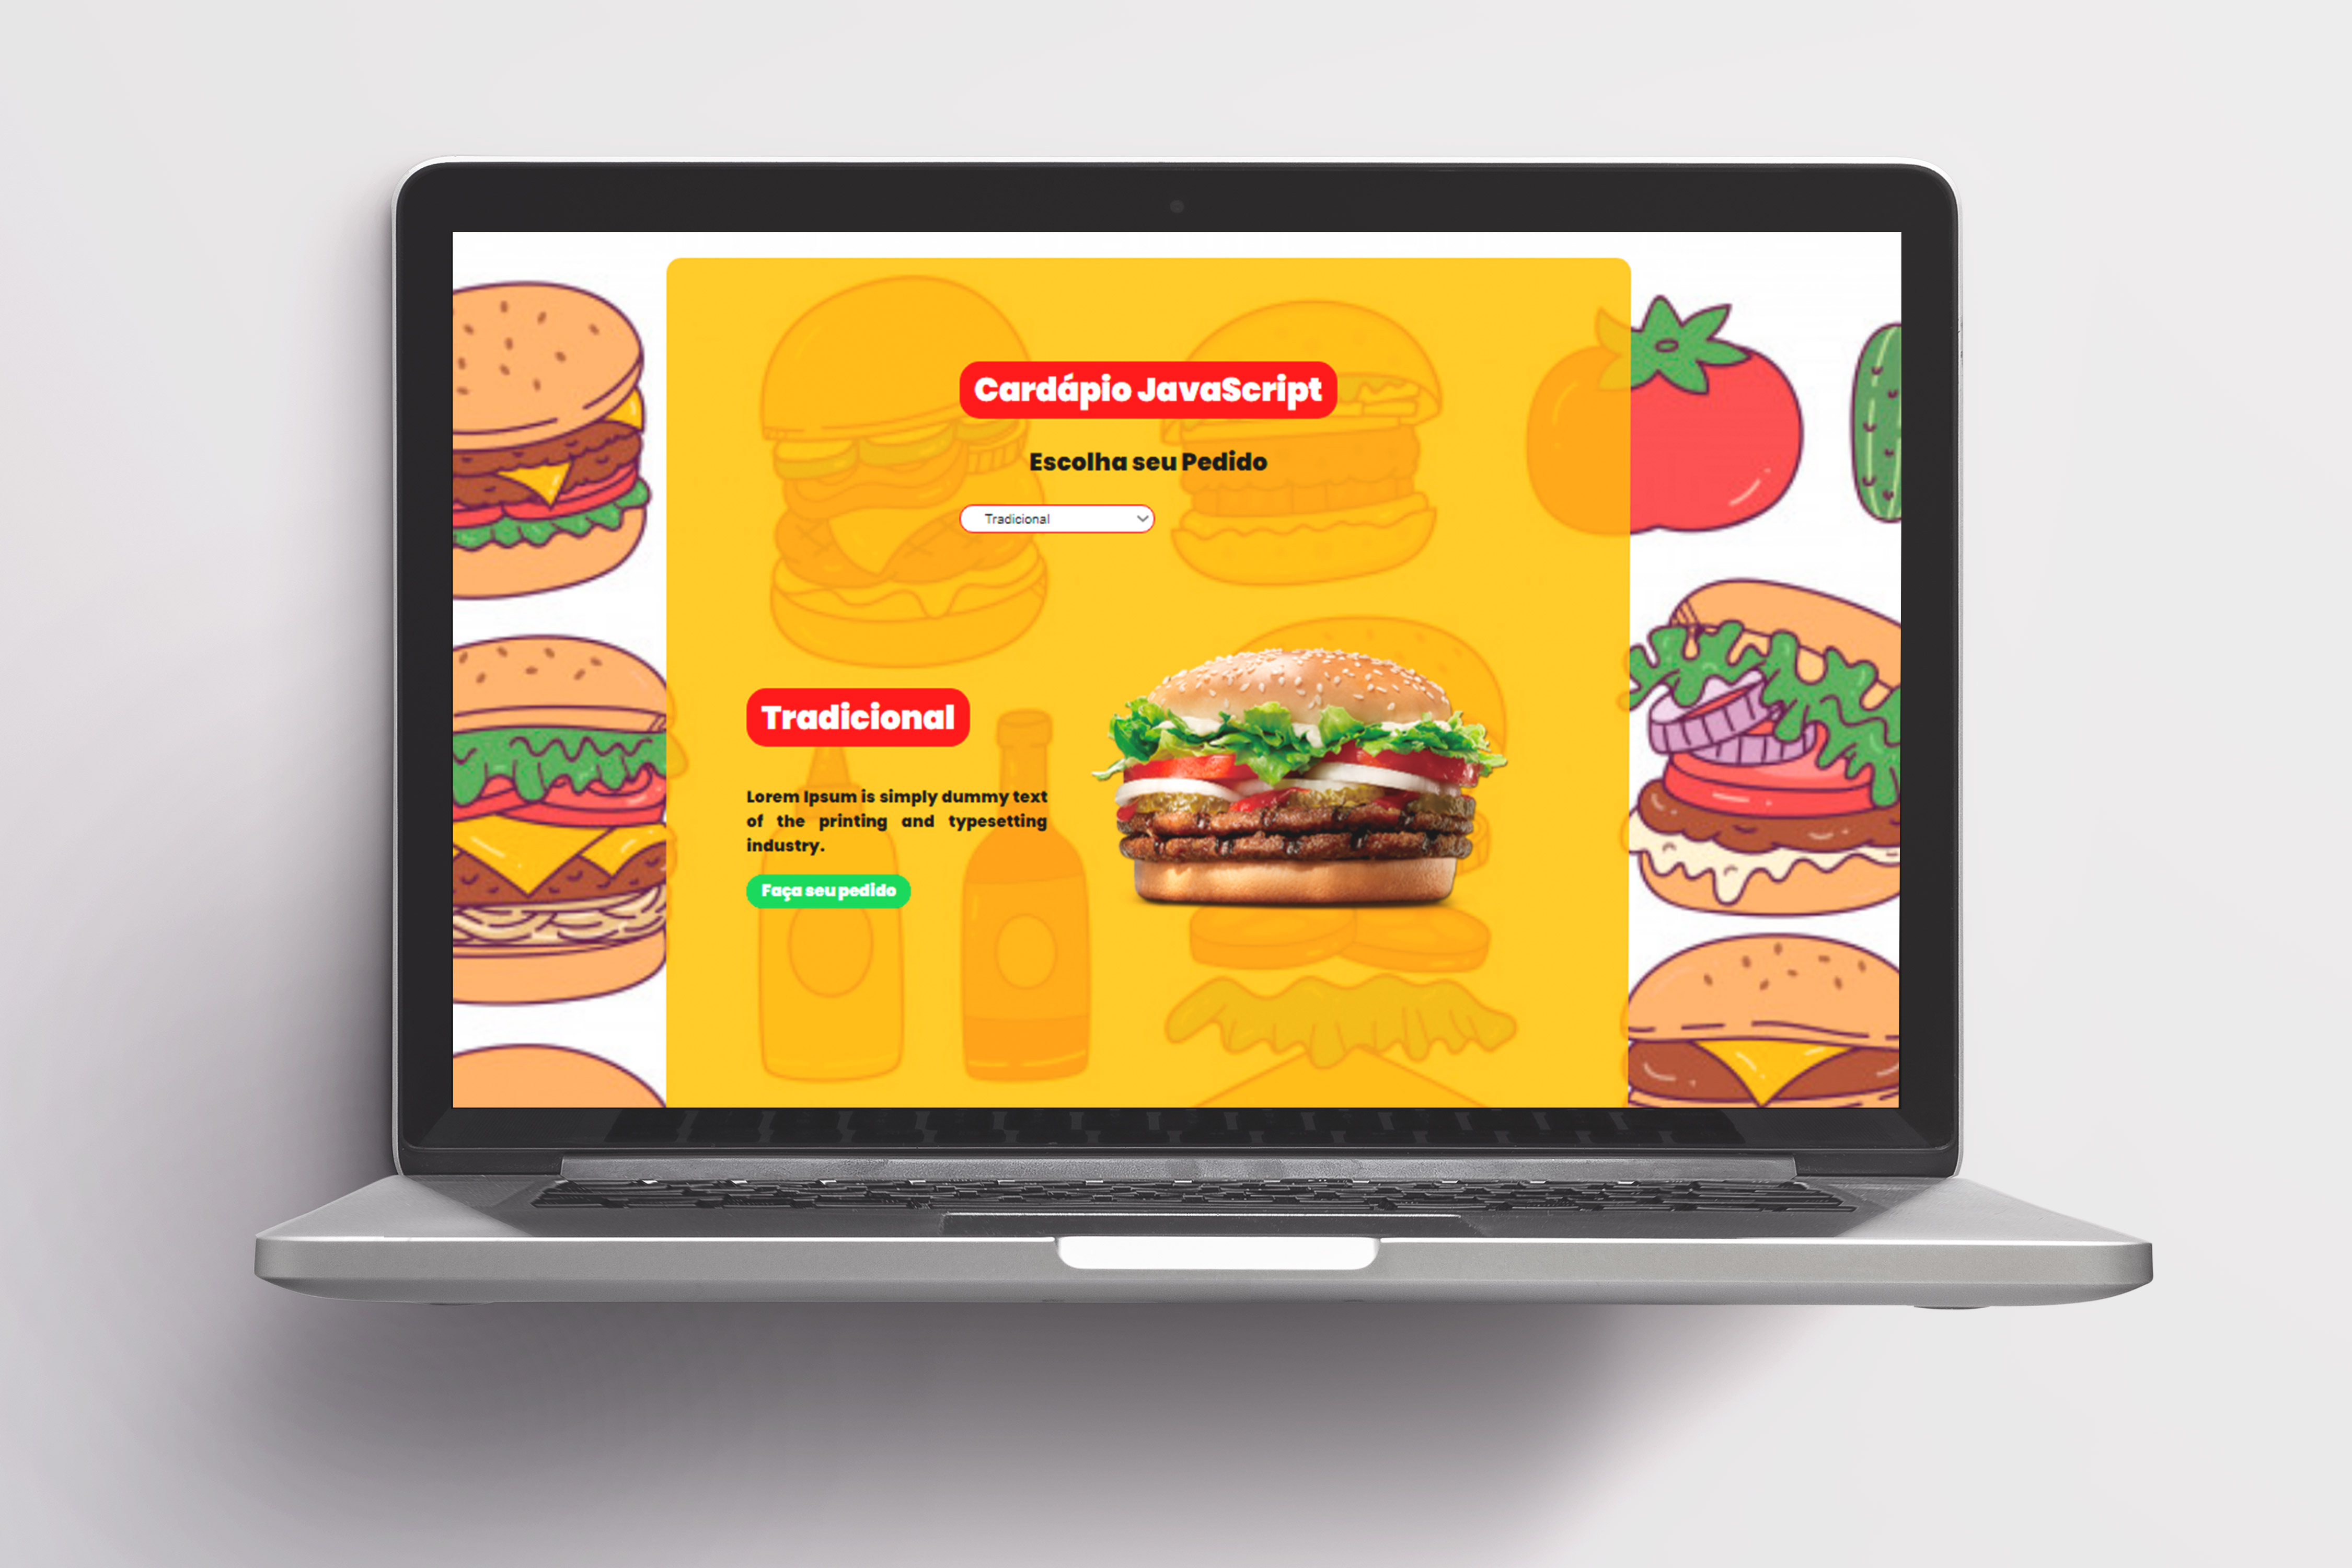 Cardápio JavaScript
Escolha seu Pedido
Tradicional
Tradicional
Lorem Ipsum is simply dummy text
of the printing and typesetting
industry.
Faça seu pedido